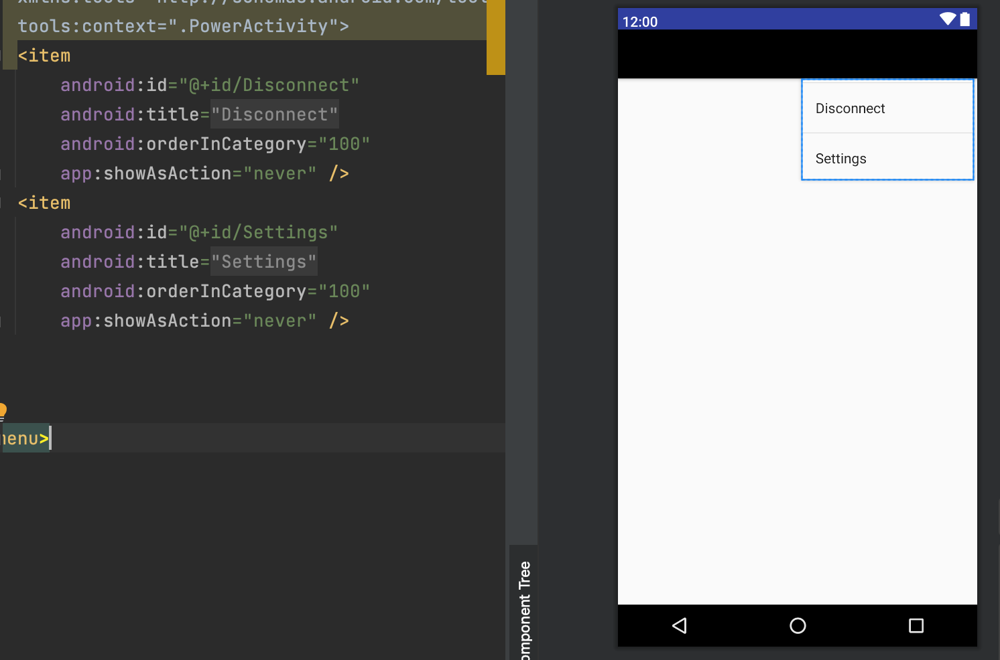 tools:context=".PowerActivity">
<item
android:id="@+id/Disconnect"
android:title="Disconnect"
android:orderInCategory="100"
app:showAsAction="never" />
<item
android:id="@+id/Settings"
android:title="Settings"
android:orderInCategory="100"
app:showAsAction="never" />
menu>
omponent Tree
12:00
Disconnect
Settings